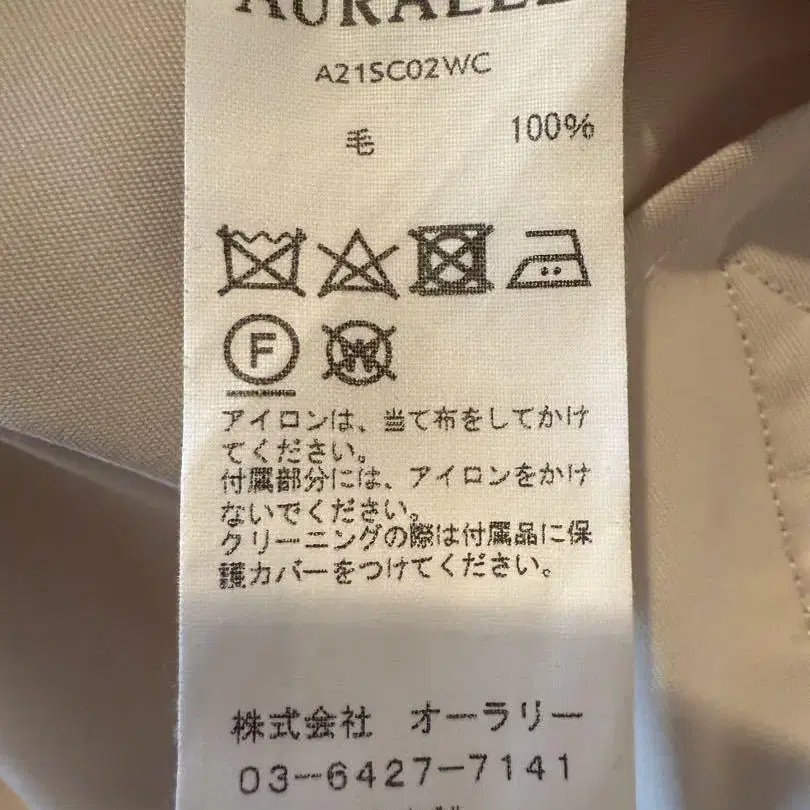 AURALEE
A21SC02WC
毛 100%
F
W
アイロンは、当て布をしてかけ
てください。
付属部分には、アイロンをかけ
ないでください。
クリーニングの際は付属品に保
護カバーをつけてください。
株式会社 オーラリー
03-6427-7141